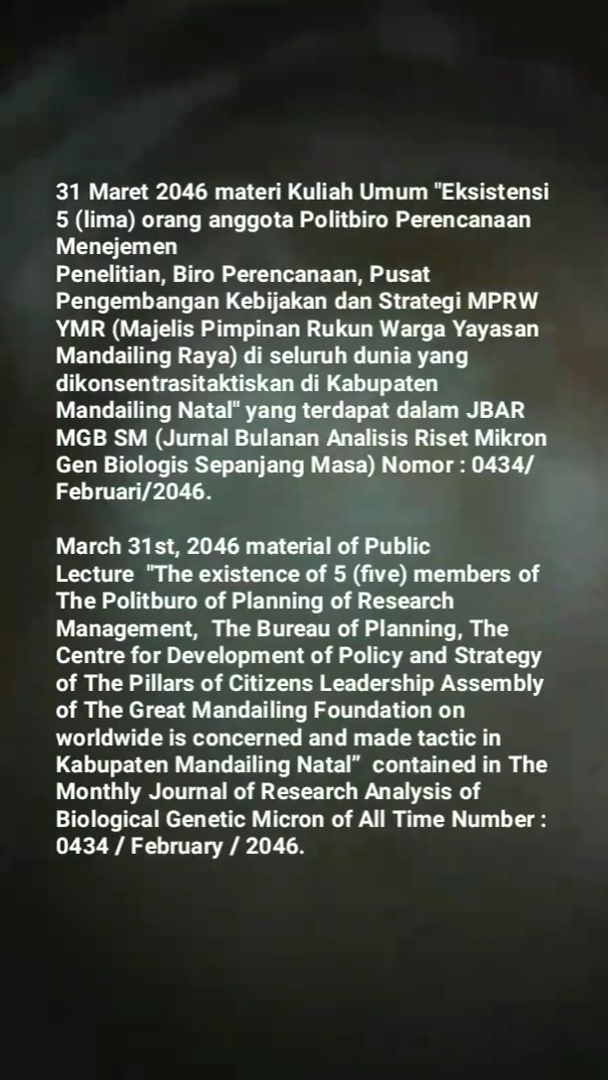 31 Maret 2046 materi Kuliah Umum "Eksistensi
5 (lima) orang anggota Politbiro Perencanaan
Menejemen
Penelitian, Biro Perencanaan, Pusat
Pengembangan Kebijakan dan Strategi MPRW
YMR (Majelis Pimpinan Rukun Warga Yayasan
Mandailing Raya) di seluruh dunia yang
dikonsentrasitaktiskan di Kabupaten
Mandailing Natal" yang terdapat dalam JBAR
MGB SM (Jurnal Bulanan Analisis Riset Mikron
Gen Biologis Sepanjang Masa) Nomor : 0434/
Februari/2046.
March 31st, 2046 material of Public
Lecture "The existence of 5 (five) members of
The Politburo of Planning of Research
Management, The Bureau of Planning, The
Centre for Development of Policy and Strategy
of The Pillars of Citizens Leadership Assembly
of The Great Mandailing Foundation on
worldwide is concerned and made tactic in
Kabupaten Mandailing Natal” contained in The
Monthly Journal of Research Analysis of
Biological Genetic Micron of All Time Number :
0434 / February / 2046.